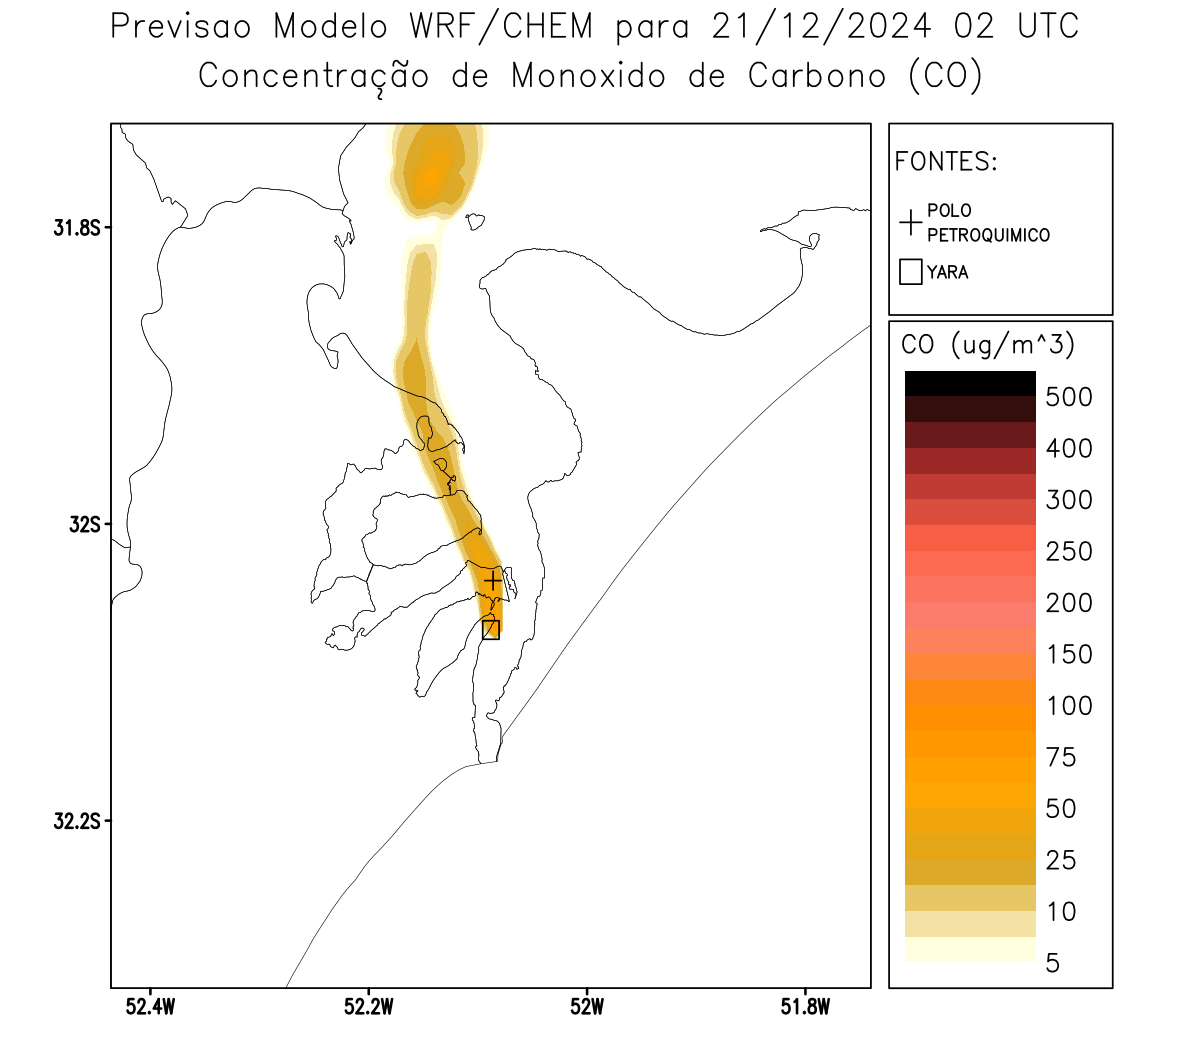 Previsao Modelo WRF/CHEM para 21/12/2024 02 UTC
Concentração de Monoxido de Carbono (CO)
FONTES:
POLO
PETROQUIMICO
YARA
CO (ug/m^3)
500
400
300
250
200
150
100
75
50
25
10
5
31.8S
32S
32.2S
52.4W
52.2W
52W
51.8W